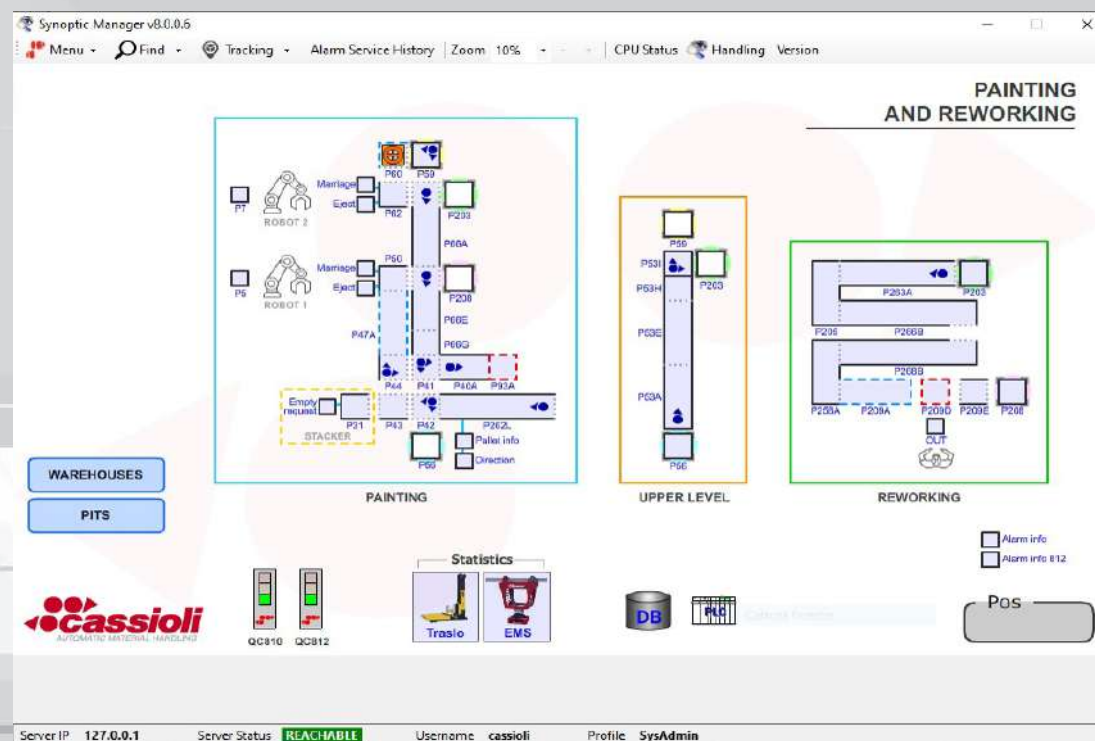 Synoptic Manager v8.0.0.6
Menu Find Tracking Alarm Service History Zoom 10% CPU Status Handling Version
PAINTING
AND REWORKING
P60 P59
Marriage
Eject
P7
ROBOT 2
P62
P203
P66A
P50
Marriage
Eject
P6
ROBOT 1
P208
P66E
P47A
P66G
P44 P41 P40A P93A
Empty
request
P31 P43 P42 P262L
STACKER
Pallet info
P66
Direction
PAINTING
P59
P53I
P203
P53H
P53E
P53A
P66
UPPER LEVEL
P263A P203
P206 P266B
P268B
P268A P209A P209D P209E P208
OUT
REWORKING
WAREHOUSES
PITS
Alarm info
Alarm info 812
Statistics
Traslo EMS
QC810 QC812
cassioli
AUTOMATIC MATERIAL HANDLING
DB
PLC
Pos
Server IP 127.0.0.1 Server Status REACHABLE Username cassioli Profile SysAdmin